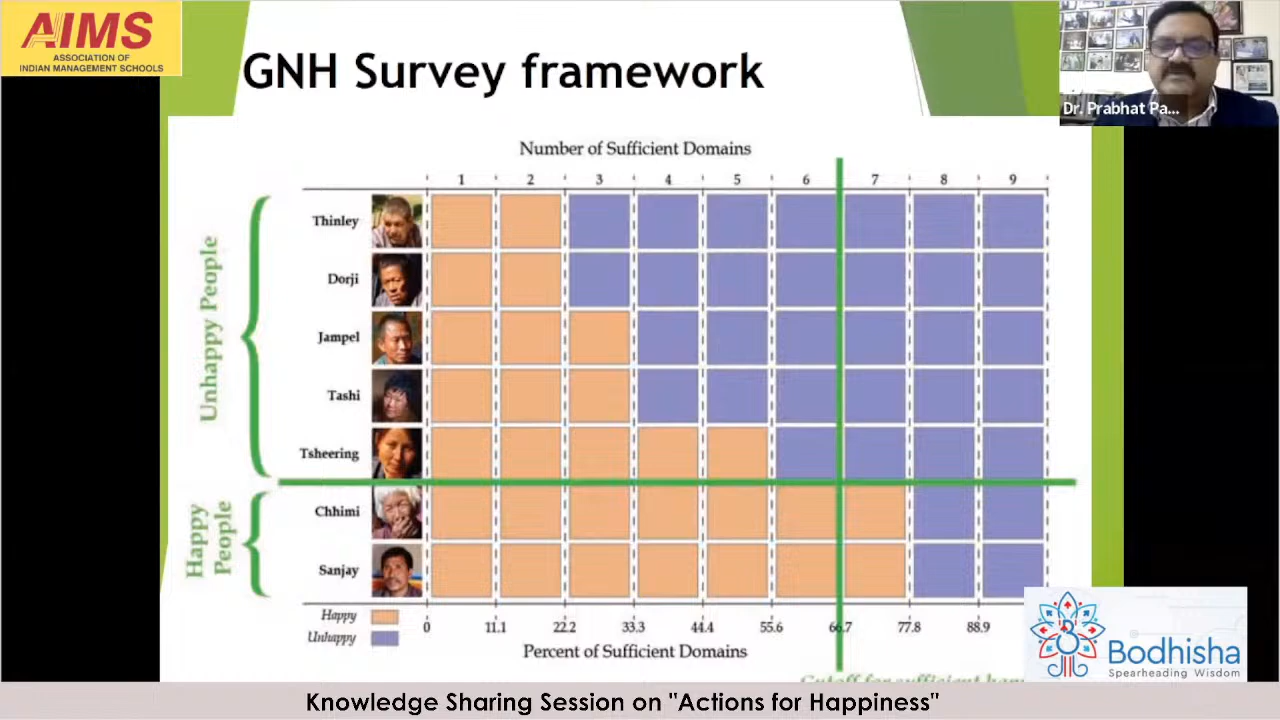 AIMS
ASSOCIATION OF
INDIAN MANAGEMENT SCHOOLS
GNH Survey framework
Dr. Prabhat Pa...
Number of Sufficient Domains
1 2 3 4 5 6 7 8 9
Unhappy People
Thinley
Dorji
Jampel
Tashi
Tsheering
Happy
People
Chhimi
Sanjay
Happy
Unhappy
0 11.1 22.2 33.3 44.4 55.6 66.7 77.8 88.9
Percent of Sufficient Domains
Bodhisha
Spearheading Wisdom
Knowledge Sharing Session on "Actions for Happiness"